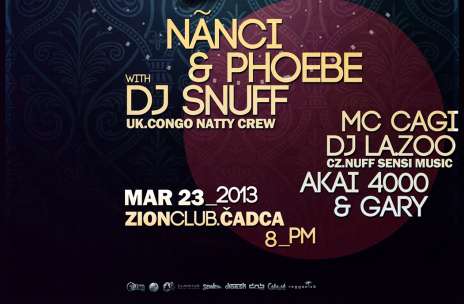 NÃNCI
& PHOEBE
WITH
DJ SNUFF
UK.CONGO NATTY CREW
MC CAGI
DJ LAZOO
CZ.NUFF SENSI MUSIC
AKAI 4000
& GARY
MAR 23_2013
ZIONCLUB.ČADCA
8_PM